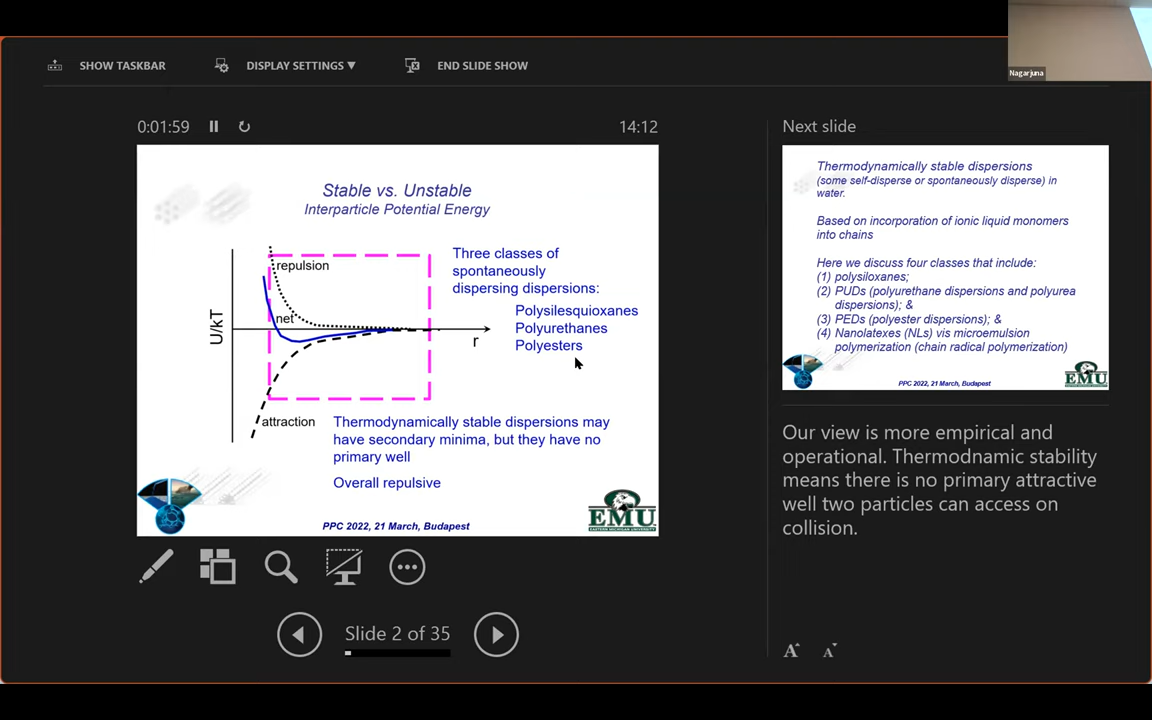 Nagarjuna
SHOW TASKBAR
DISPLAY SETTINGS ▼
END SLIDE SHOW
0:01:59
14:12
Next slide
Stable vs. Unstable
Interparticle Potential Energy
repulsion
net
U/kT
r
attraction
Three classes of
spontaneously
dispersing dispersions:
Polysilesquioxanes
Polyurethanes
Polyesters
Thermodynamically stable dispersions may
have secondary minima, but they have no
primary well
Overall repulsive
PPC 2022, 21 March, Budapest
EMU
EASTERN MICHIGAN UNIVERSITY
Slide 2 of 35
Thermodynamically stable dispersions
(some self-disperse or spontaneously disperse) in
water.
Based on incorporation of ionic liquid monomers
into chains
Here we discuss four classes that include:
(1) polysiloxanes;
(2) PUDs (polyurethane dispersions and polyurea
dispersions); &
(3) PEDs (polyester dispersions); &
(4) Nanolatexes (NLs) vis microemulsion
polymerization (chain radical polymerization)
PPC 2022, 21 March, Budapest
EMU
Our view is more empirical and
operational. Thermodnamic stability
means there is no primary attractive
well two particles can access on
collision.
A A